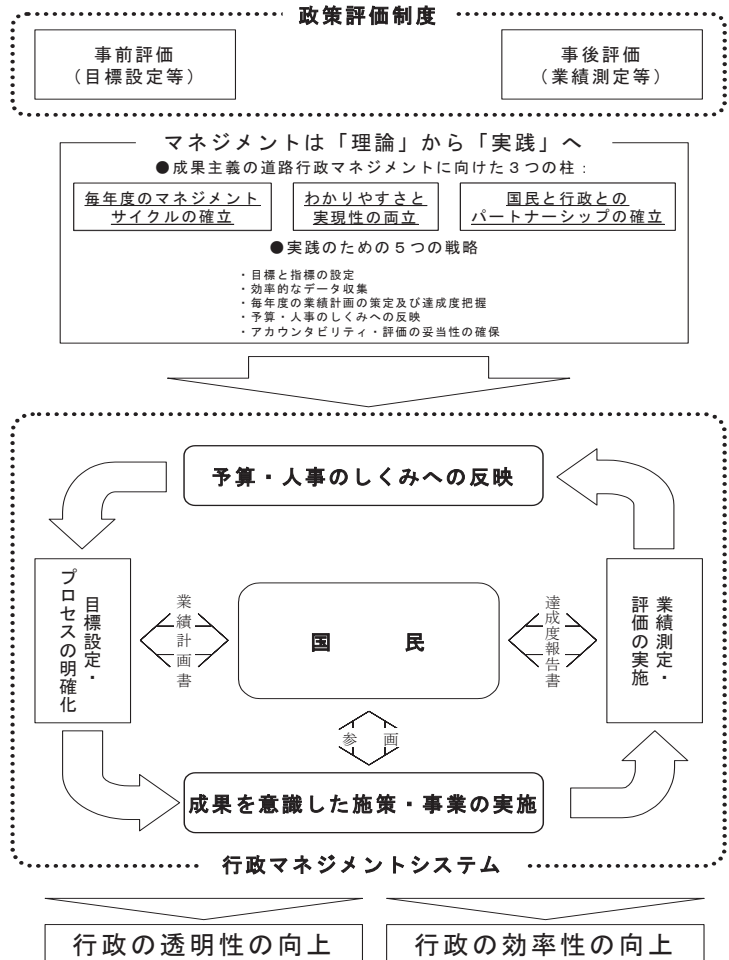 政策評価制度
事前評価
（目標設定等）
事後評価
（業績測定等）
マネジメントは「理論」から「実践」へ
●成果主義の道路行政マネジメントに向けた３つの柱：
毎年度のマネジメント
サイクルの確立
わかりやすさと
実現性の両立
国民と行政との
パートナーシップの確立
●実践のための５つの戦略
・目標と指標の設定
・効率的なデータ収集
・毎年度の業績計画の策定及び達成度把握
・予算・人事のしくみへの反映
・アカウンタビリティ・評価の妥当性の確保
予算・人事のしくみへの反映
目標設定・
プロセスの明確化
業績計画書
国　民
達成度報告書
業績測定・
評価の実施
参画
成果を意識した施策・事業の実施
行政マネジメントシステム
行政の透明性の向上
行政の効率性の向上